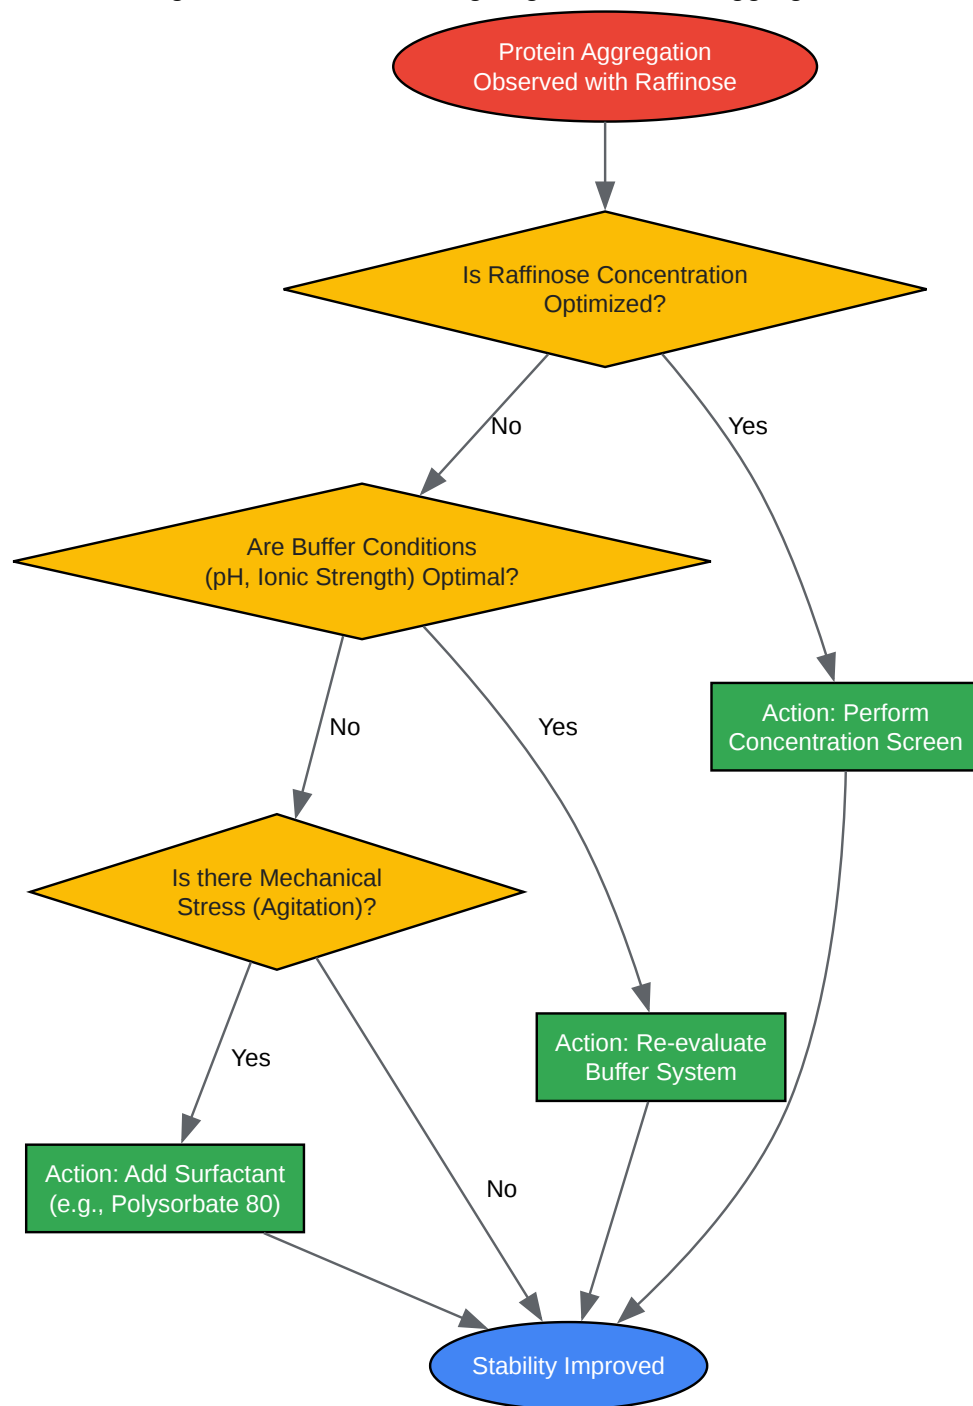 Protein Aggregation
Observed with Raffinose
Is Raffinose Concentration
Optimized?
No
Yes
Are Buffer Conditions
(pH, Ionic Strength) Optimal?
No
Yes
Action: Perform
Concentration Screen
Is there Mechanical
Stress (Agitation)?
Yes
Action: Re-evaluate
Buffer System
Action: Add Surfactant
(e.g., Polysorbate 80)
No
Stability Improved